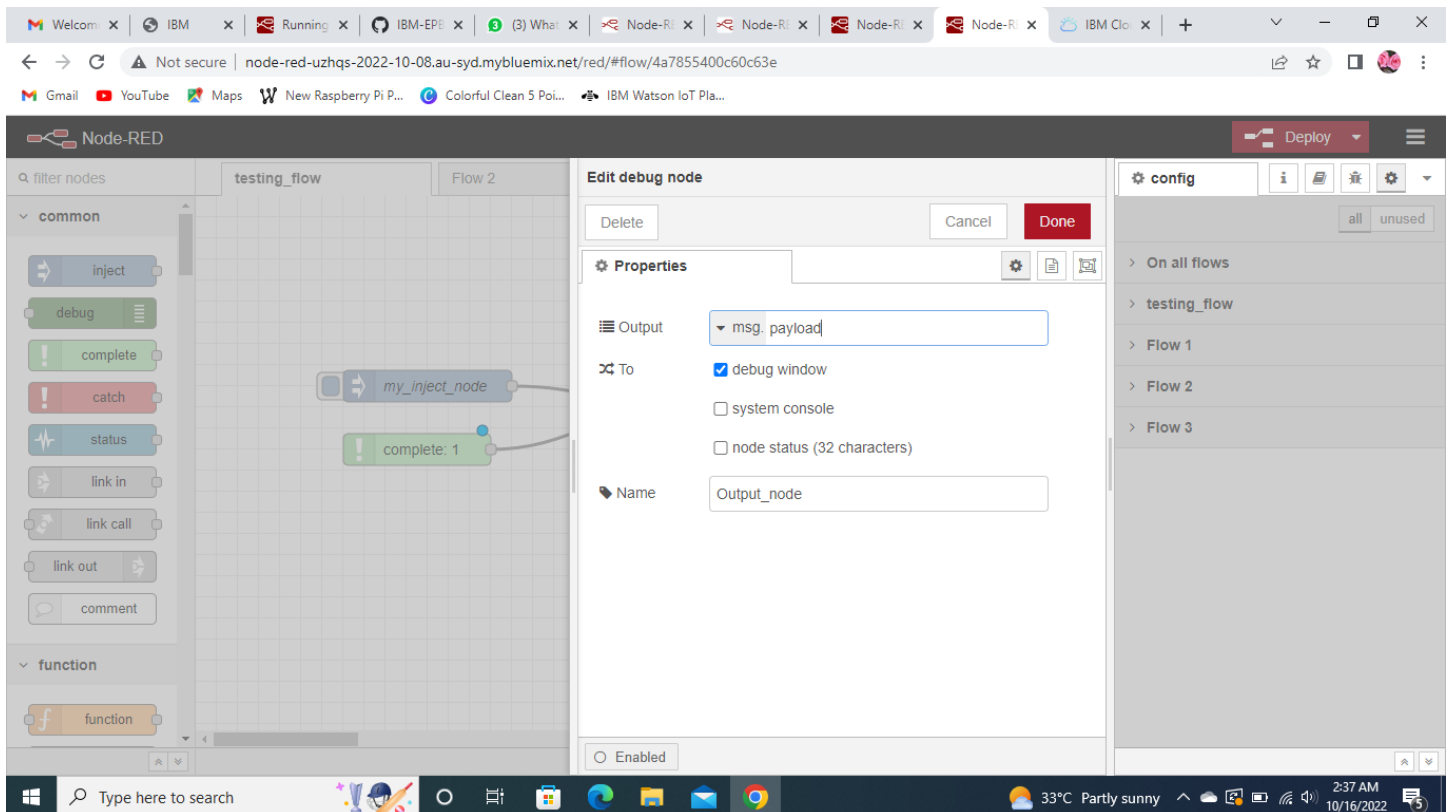 Welcom
IBM
Running
IBM-EPB
(3) What
Node-RE
Node-RE
Node-RE
Node-R
IBM Clou
Not secure | node-red-uzhqs-2022-10-08.au-syd.mybluemix.net/red/#flow/4a7855400c60c63e
Gmail
YouTube
Maps
New Raspberry Pi P...
Colorful Clean 5 Poi...
IBM Watson IoT Pla...
Node-RED
Deploy
filter nodes
common
inject
debug
complete
catch
status
link in
link call
link out
comment
function
function
testing_flow
Flow 2
my_inject_node
complete: 1
Edit debug node
Delete
Cancel
Done
Properties
Output
msg. payload
To
debug window
system console
node status (32 characters)
Name
Output_node
Enabled
config
all
unused
On all flows
testing_flow
Flow 1
Flow 2
Flow 3
Type here to search
33°C Partly sunny
2:37 AM
10/16/2022
5